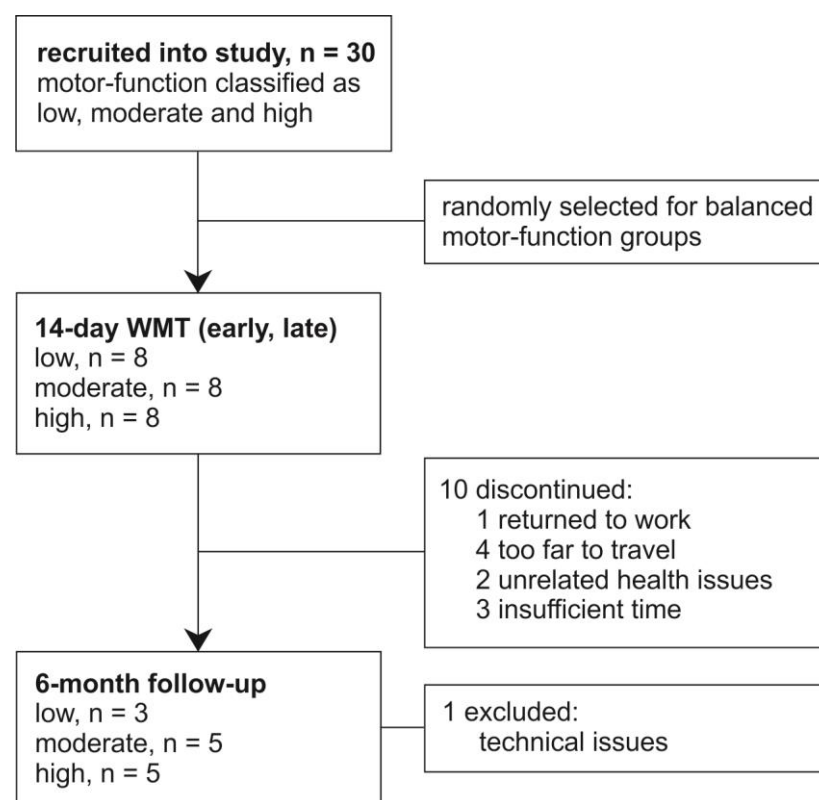 recruited into study, n = 30
motor-function classified as
low, moderate and high
randomly selected for balanced
motor-function groups
14-day WMT (early, late)
low, n = 8
moderate, n = 8
high, n = 8
10 discontinued:
1 returned to work
4 too far to travel
2 unrelated health issues
3 insufficient time
6-month follow-up
low, n = 3
moderate, n = 5
high, n = 5
1 excluded:
technical issues